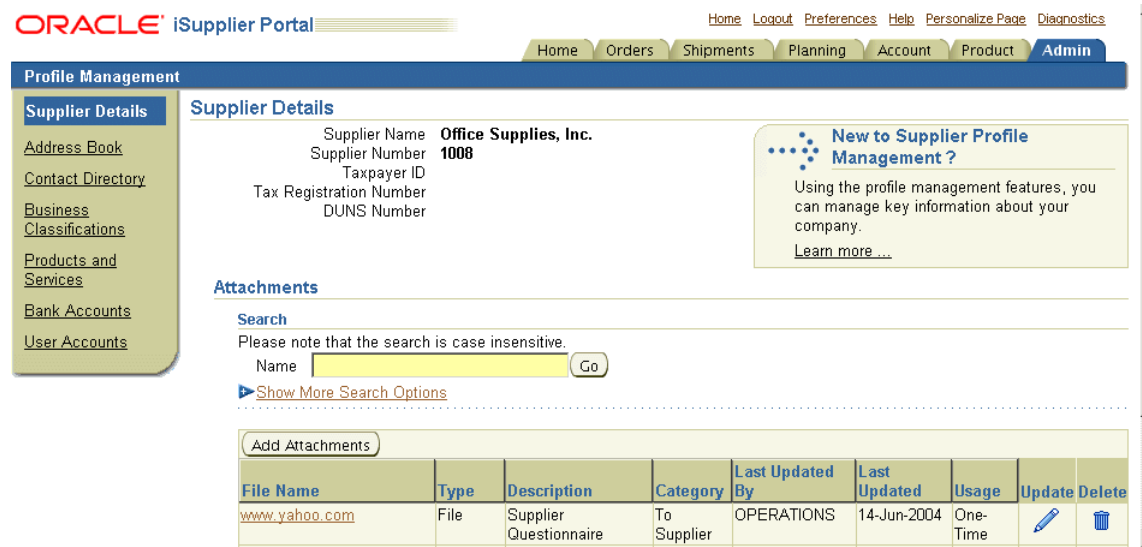 ORACLE iSupplier Portal
Home Logout Preferences Help Personalize Page Diagnostics
Home Orders Shipments Planning Account Product Admin
Profile Management
Supplier Details
Address Book
Contact Directory
Business
Classifications
Products and
Services
Bank Accounts
User Accounts
Supplier Details
Supplier Name Office Supplies, Inc.
Supplier Number 1008
Taxpayer ID
Tax Registration Number
DUNS Number
New to Supplier Profile
Management ?
Using the profile management features, you
can manage key information about your
company.
Learn more ...
Attachments
Search
Please note that the search is case insensitive.
Name Go
Show More Search Options
Add Attachments
File Name Type Description Category Last Updated By Last Updated Usage Update Delete
www.yahoo.com File Supplier Questionnaire To Supplier OPERATIONS 14-Jun-2004 One-Time